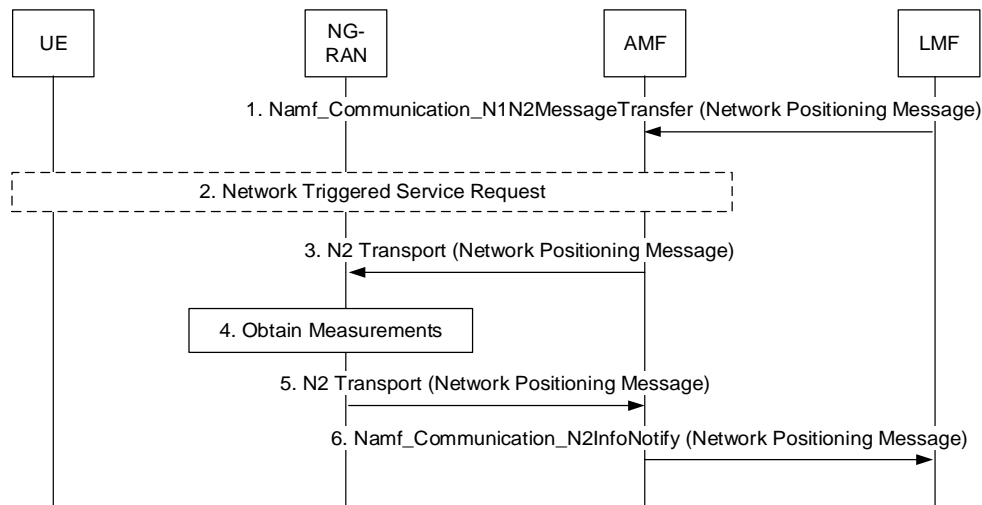 UE
NG-
RAN
AMF
LMF
1. Namf_Communication_N1N2MessageTransfer (Network Positioning Message)
2. Network Triggered Service Request
3. N2 Transport (Network Positioning Message)
4. Obtain Measurements
5. N2 Transport (Network Positioning Message)
6. Namf_Communication_N2InfoNotify (Network Positioning Message)